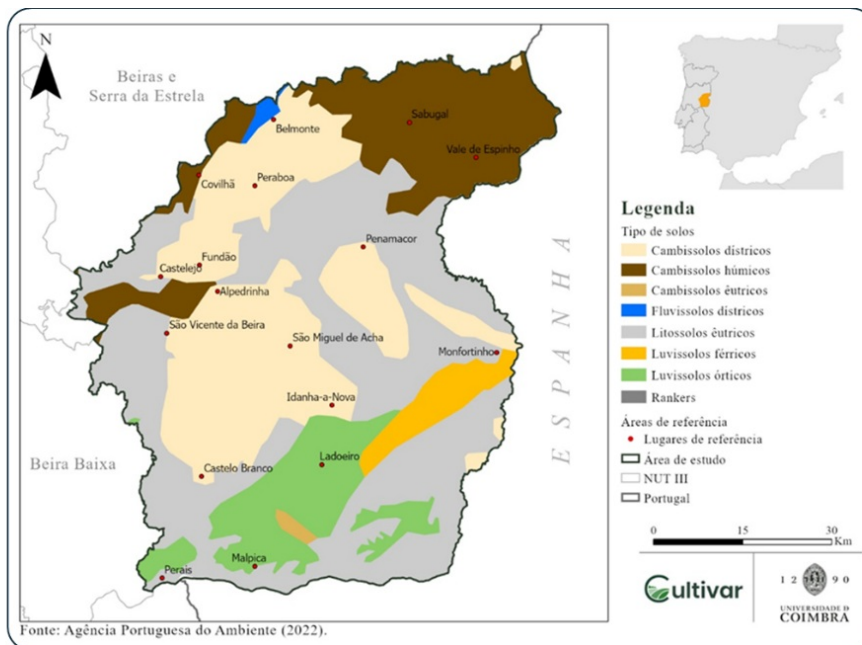 N
Beiras e
Serra da Estrela
Sabugal
Belmonte
Vale de Espinho
Covilhã
Peraboa
Penamacor
Fundão
Castelejo
Alpedrinha
São Vicente da Beira
São Miguel de Acha
Monfortinho
Idanha-a-Nova
Beira Baixa
Castelo Branco
Ladoeiro
Malpica
Perais
ESPANHA
Legenda
Tipo de solos
Cambissolos dístricos
Cambissolos húmicos
Cambissolos êutricos
Fluvissolos dístricos
Litossolos êutricos
Luvissolos férricos
Luvissolos órticos
Rankers
Áreas de referência
Lugares de referência
Área de estudo
NUT III
Portugal
0 15 30
Km
Cultivar
1 2 90
UNIVERSIDADE D
COIMBRA
Fonte: Agência Portuguesa do Ambiente (2022).